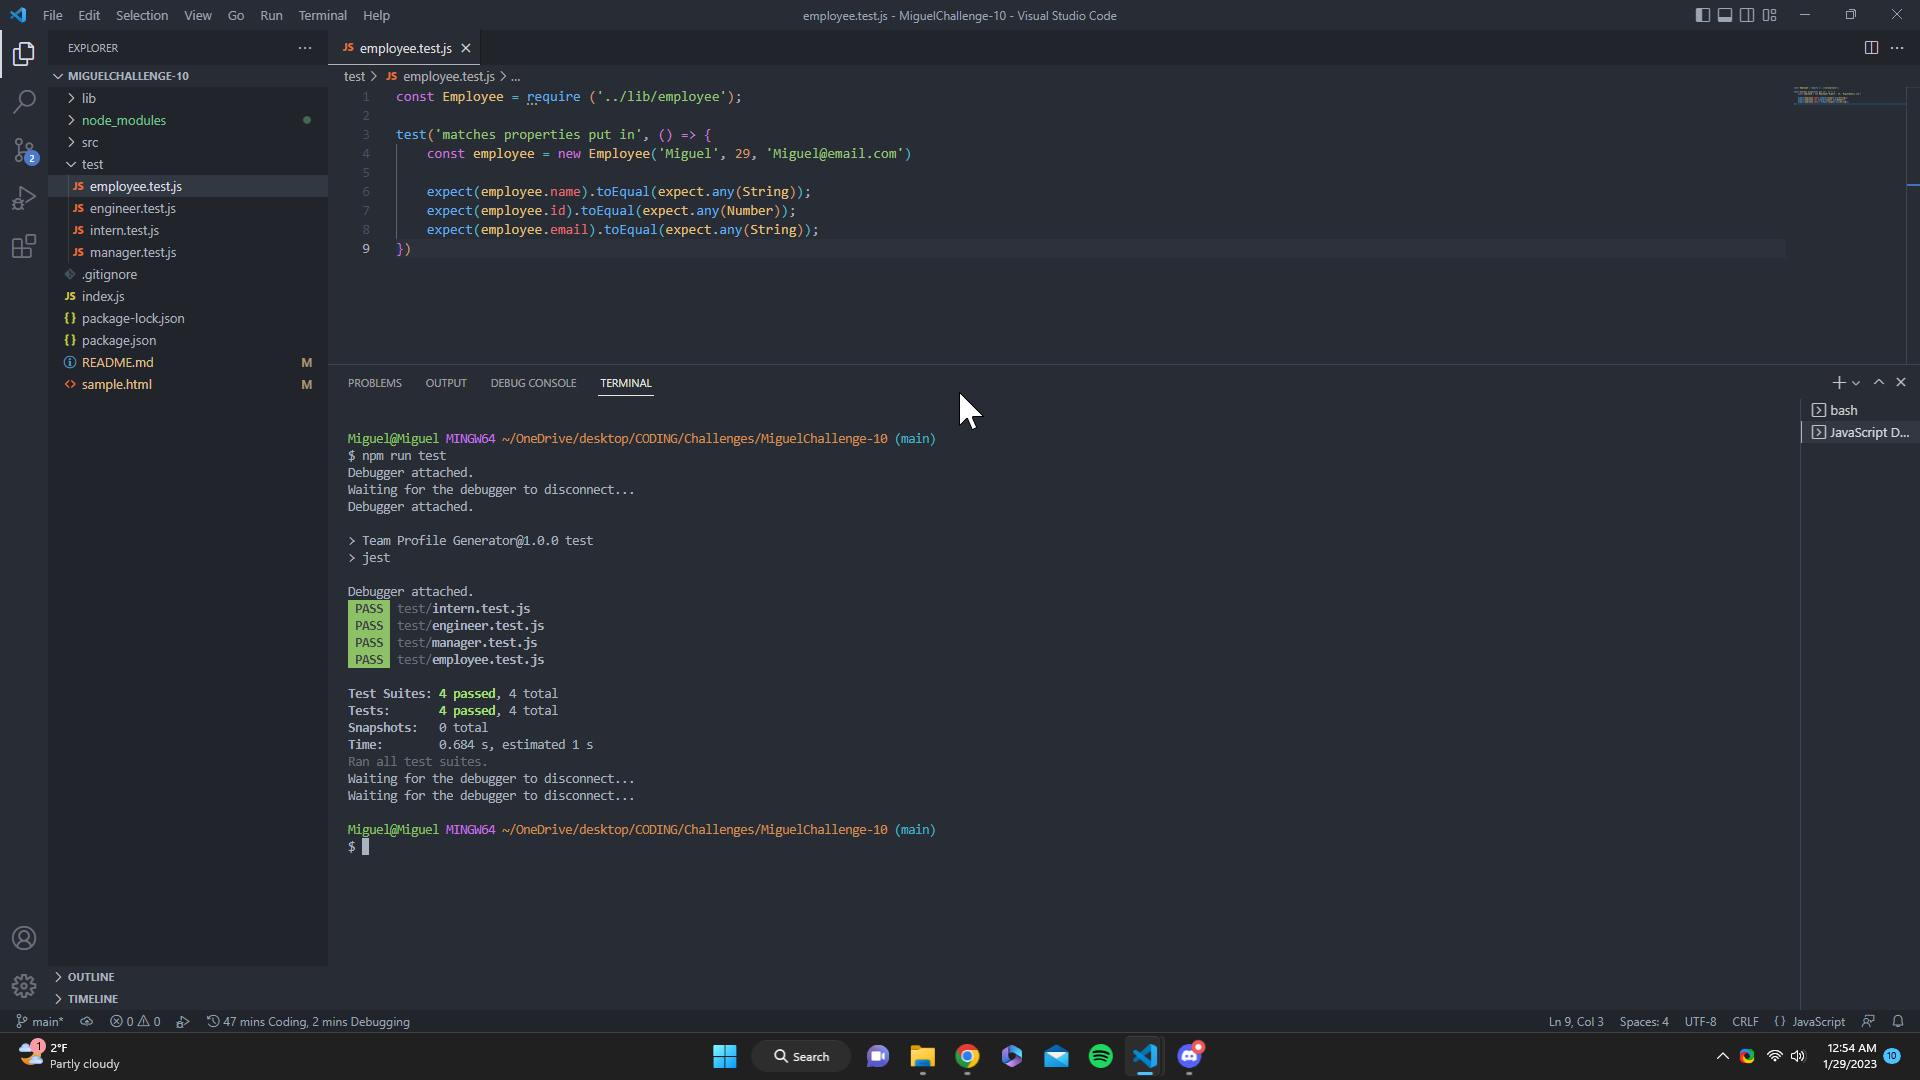 File Edit Selection View Go Run Terminal Help
employee.test.js - MiguelChallenge-10 - Visual Studio Code
EXPLORER
MIGUELCHALLENGE-10
lib
node_modules
src
test
JS employee.test.js
JS engineer.test.js
JS intern.test.js
JS manager.test.js
.gitignore
JS index.js
{} package-lock.json
{} package.json
README.md M
<> sample.html M
OUTLINE
TIMELINE
2
JS employee.test.js
test > JS employee.test.js > ...
1 const Employee = require ('../lib/employee');
2
3 test('matches properties put in', () => {
4 const employee = new Employee('Miguel', 29, 'Miguel@email.com')
5
6 expect(employee.name).toEqual(expect.any(String));
7 expect(employee.id).toEqual(expect.any(Number));
8 expect(employee.email).toEqual(expect.any(String));
9 })
PROBLEMS OUTPUT DEBUG CONSOLE TERMINAL
bash
JavaScript D...
Miguel@Miguel MINGW64 ~/OneDrive/desktop/CODING/Challenges/MiguelChallenge-10 (main)
$ npm run test
Debugger attached.
Waiting for the debugger to disconnect...
Debugger attached.
> Team Profile Generator@1.0.0 test
> jest
Debugger attached.
PASS test/intern.test.js
PASS test/engineer.test.js
PASS test/manager.test.js
PASS test/employee.test.js
Test Suites: 4 passed, 4 total
Tests: 4 passed, 4 total
Snapshots: 0 total
Time: 0.684 s, estimated 1 s
Ran all test suites.
Waiting for the debugger to disconnect...
Waiting for the debugger to disconnect...
Miguel@Miguel MINGW64 ~/OneDrive/desktop/CODING/Challenges/MiguelChallenge-10 (main)
$
main* 0 0 47 mins Coding, 2 mins Debugging
Ln 9, Col 3 Spaces: 4 UTF-8 CRLF {} JavaScript
1
2°F
Partly cloudy
Search
12:54 AM
1/29/2023
10